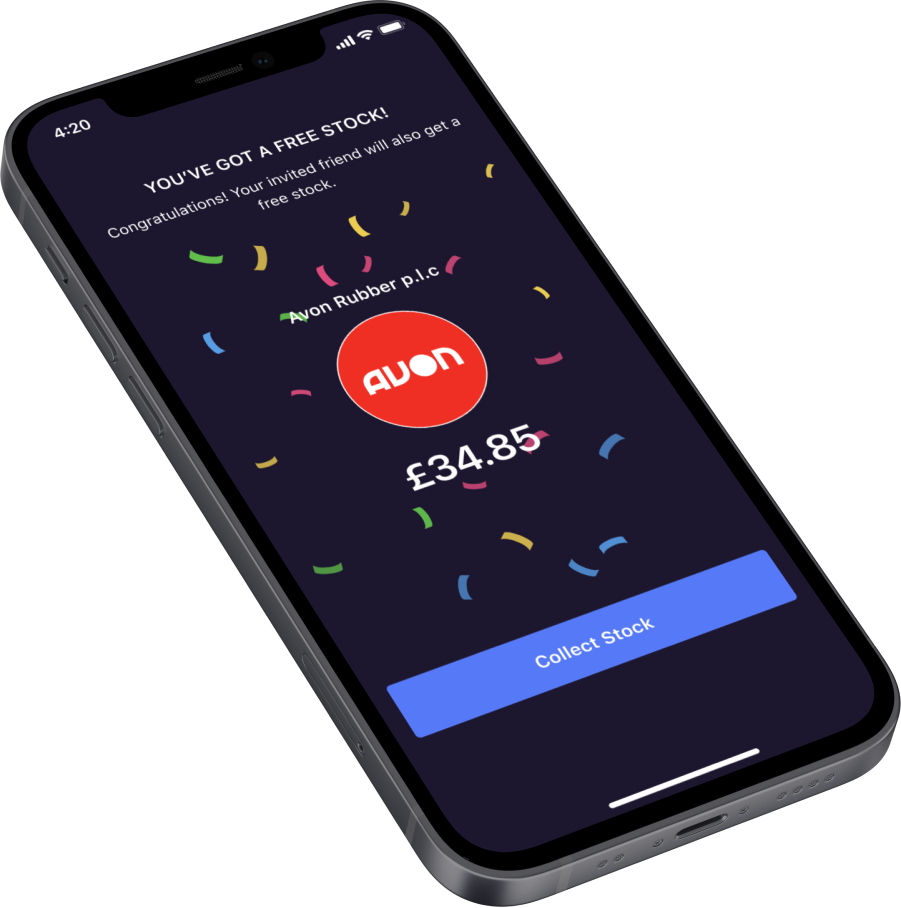 4:20
YOU'VE GOT A FREE STOCK!
Congratulations! Your invited friend will also get a
free stock.
Avon Rubber p.l.c
AVON
£34.85
Collect Stock